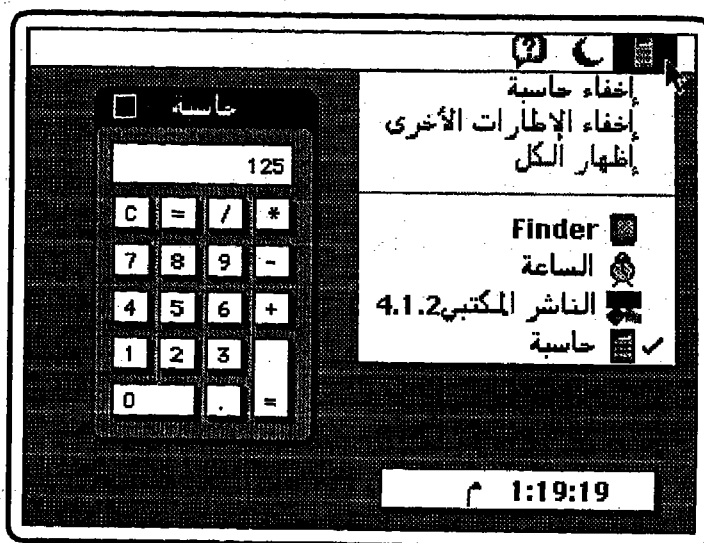 إخفاء حاسبة
إخفاء الإطارات الأخرى
إظهار الكل
Finder
الساعة
الناشر المكتبي4.1.2
حاسبة
حاسبة
125
C = / *
7 8 9 -
4 5 6 +
1 2 3
0 . =
1:19:19 م